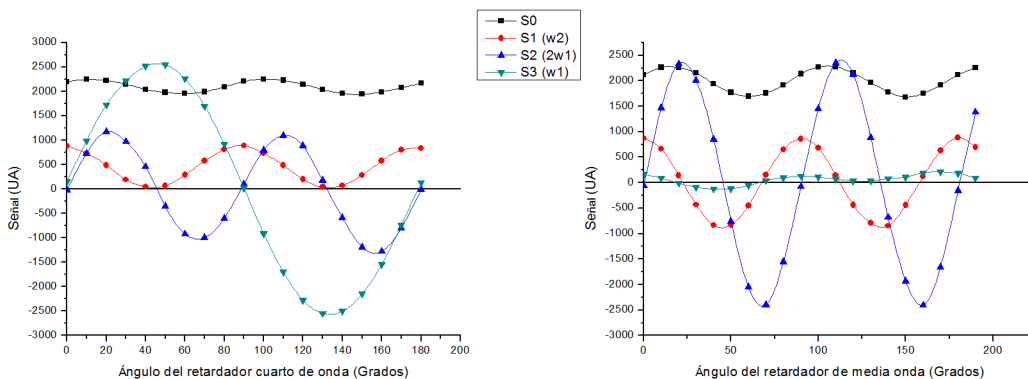 S0
S1 (w2)
S2 (2w1)
S3 (w1)
Señal (UA)
3000
2500
2000
1500
1000
500
0
-500
-1000
-1500
-2000
-2500
-3000
0 20 40 60 80 100 120 140 160 180 200
Ángulo del retardador cuarto de onda (Grados)
Señal (UA)
2500
2000
1500
1000
500
0
-500
-1000
-1500
-2000
-2500
-3000
0 50 100 150 200
Ángulo del retardador de media onda (Grados)